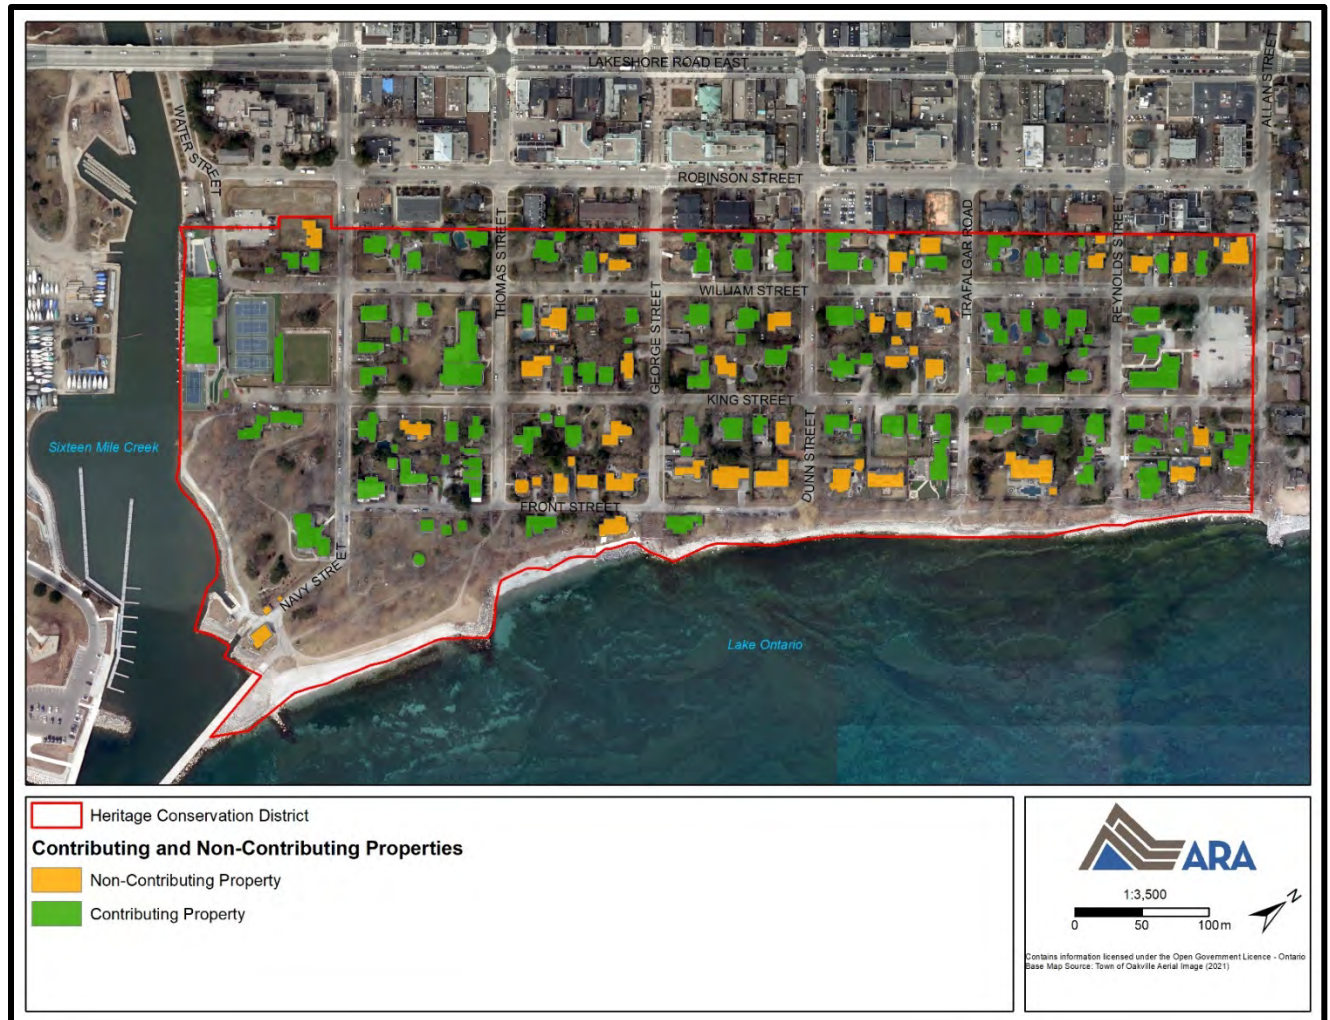 LAKESHORE ROAD EAST
ALLAN STREET
WATER STREET
ROBINSON STREET
THOMAS STREET
TRAFALGAR ROAD
REYNOLDS STREET
WILLIAM STREET
GEORGE STREET
KING STREET
DUNN STREET
Sixteen Mile Creek
FRONT STREET
NAVY STREET
Lake Ontario
Heritage Conservation District
Contributing and Non-Contributing Properties
Non-Contributing Property
Contributing Property
ARA
1:3,500
0 50 100 m
N
Contains information licensed under the Open Government Licence - Ontario
Base Map Source: Town of Oakville Aerial Image (2021)